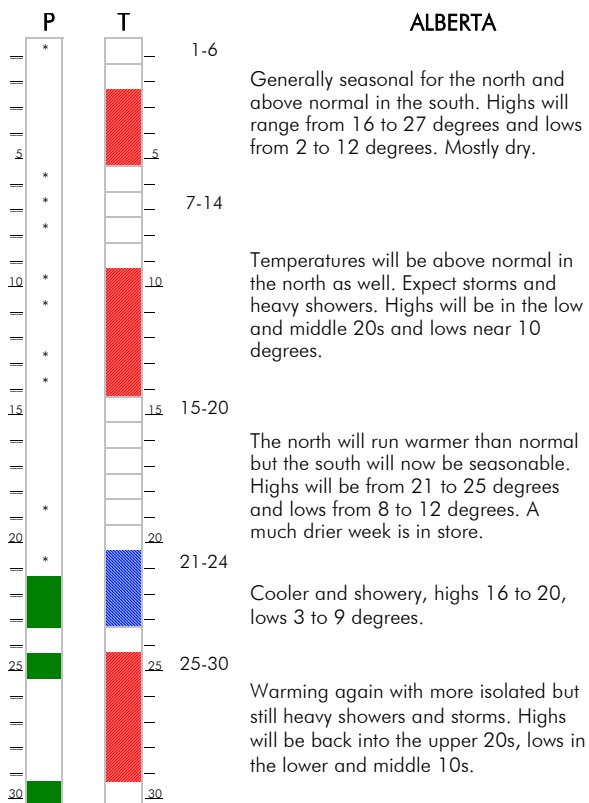 P T ALBERTA
* 1-6
Generally seasonal for the north and
above normal in the south. Highs will
range from 16 to 27 degrees and lows
from 2 to 12 degrees. Mostly dry.
5 5
*
* 7-14
*
Temperatures will be above normal in
* the north as well. Expect storms and
10 10
* heavy showers. Highs will be in the low
and middle 20s and lows near 10
* degrees.
*
15 15 15-20
The north will run warmer than normal
but the south will now be seasonable.
Highs will be from 21 to 25 degrees
* and lows from 8 to 12 degrees. A
much drier week is in store.
20 20
* 21-24
Cooler and showery, highs 16 to 20,
lows 3 to 9 degrees.
25 25 25-30
Warming again with more isolated but
still heavy showers and storms. Highs
will be back into the upper 20s, lows in
the lower and middle 10s.
30 30